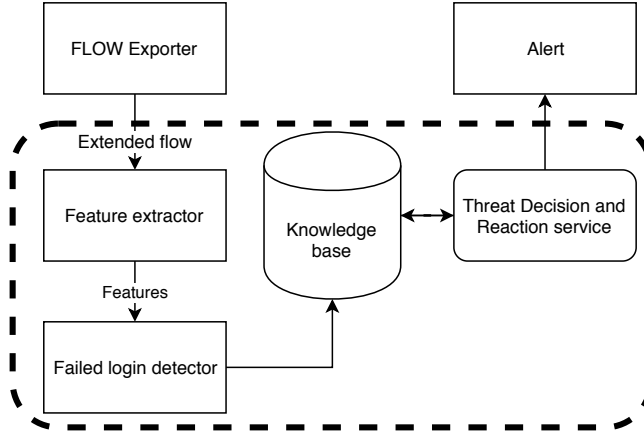 FLOW Exporter
Alert
Extended flow
Feature extractor
Knowledge
base
Threat Decision and
Reaction service
Features
Failed login detector